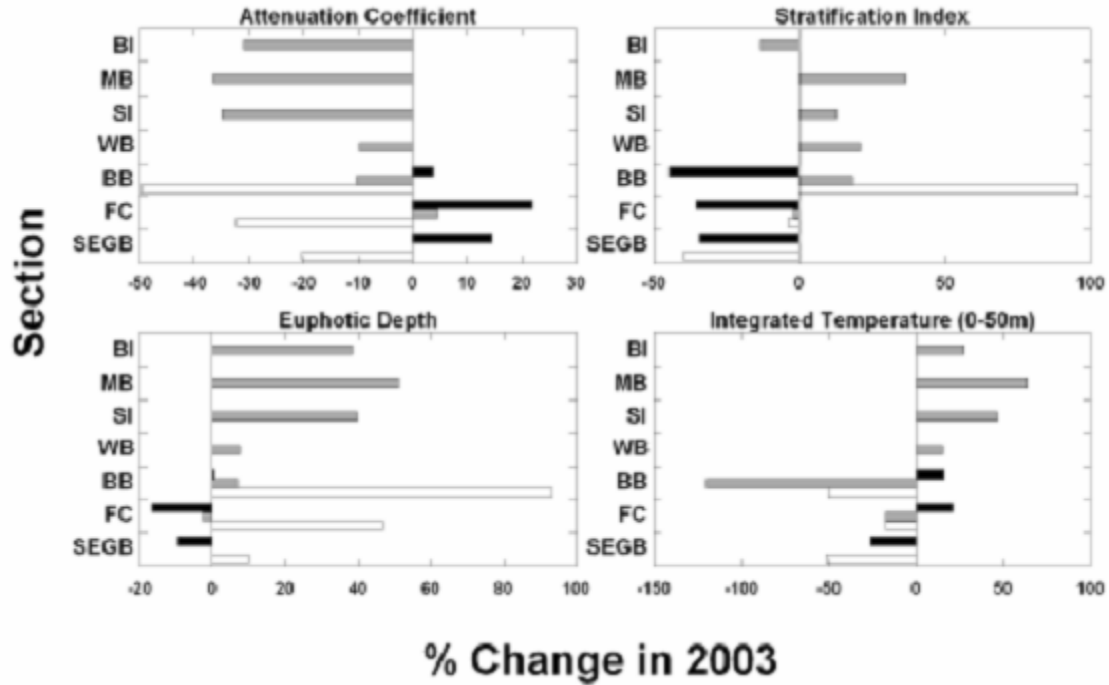 Attenuation Coefficient
BI
MB
SI
WB
BB
FC
SEGB
-50 -40 -30 -20 -10 0 10 20 30
Stratification Index
BI
MB
SI
WB
BB
FC
SEGB
-50 0 50 100
Section
Euphotic Depth
BI
MB
SI
WB
BB
FC
SEGB
-20 0 20 40 60 80 100
Integrated Temperature (0-50m)
BI
MB
SI
WB
BB
FC
SEGB
-150 -100 -50 0 50 100
% Change in 2003